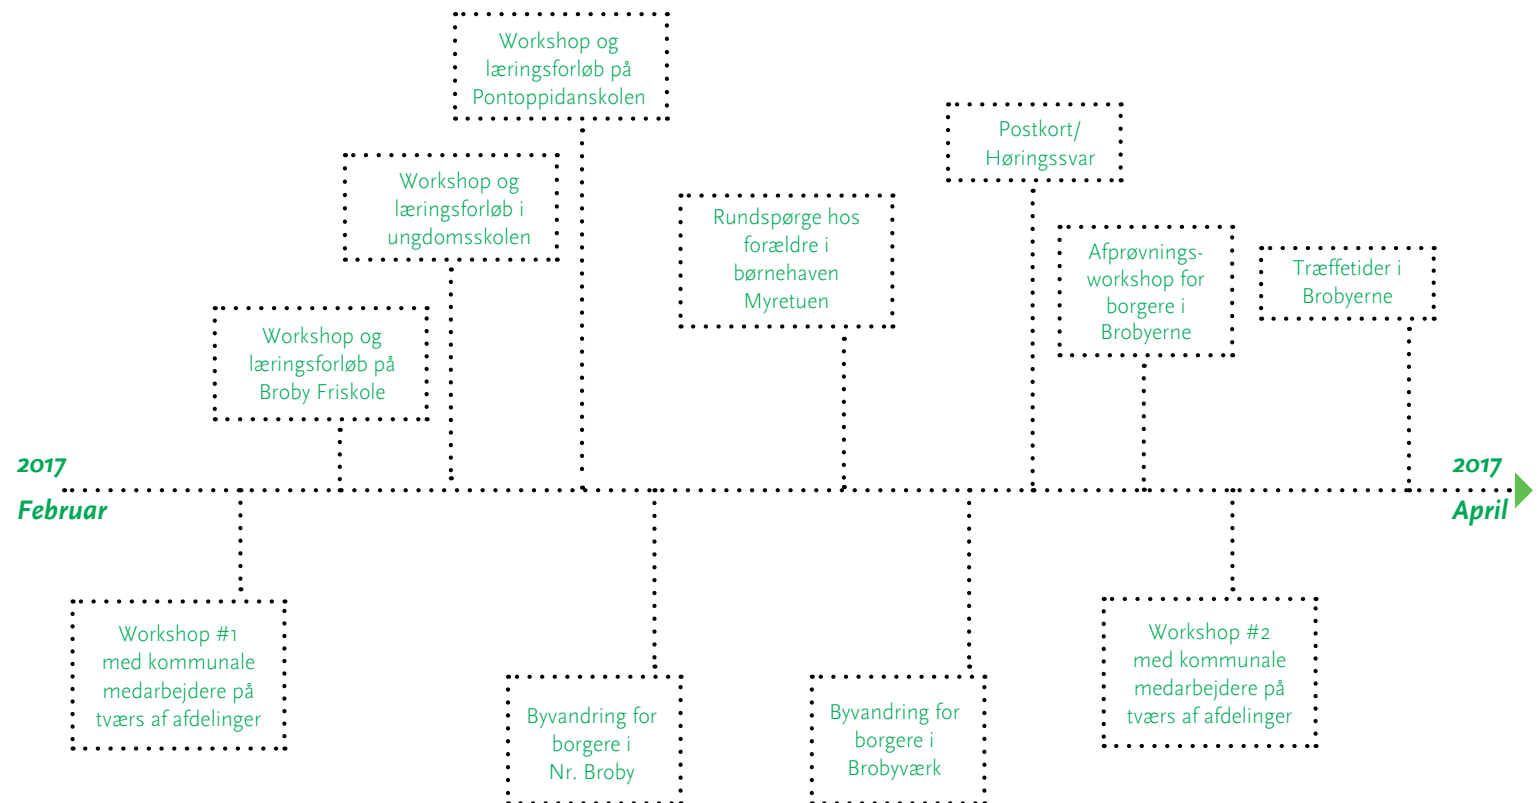 Workshop og
læringsforløb på
Pontoppidanskolen
Postkort/
Høringssvar
Workshop og
læringsforløb i
ungdomsskolen
Rundspørge hos
forældre i
børnehaven
Myretuen
Afprøvnings-
workshop for
borgere i
Brobyerne
Træffetider i
Brobyerne
Workshop og
læringsforløb på
Broby Friskole
2017
Februar
2017
April
Workshop #1
med kommunale
medarbejdere på
tværs af afdelinger
Byvandring for
borgere i
Nr. Broby
Byvandring for
borgere i
Brobyværk
Workshop #2
med kommunale
medarbejdere på
tværs af afdelinger